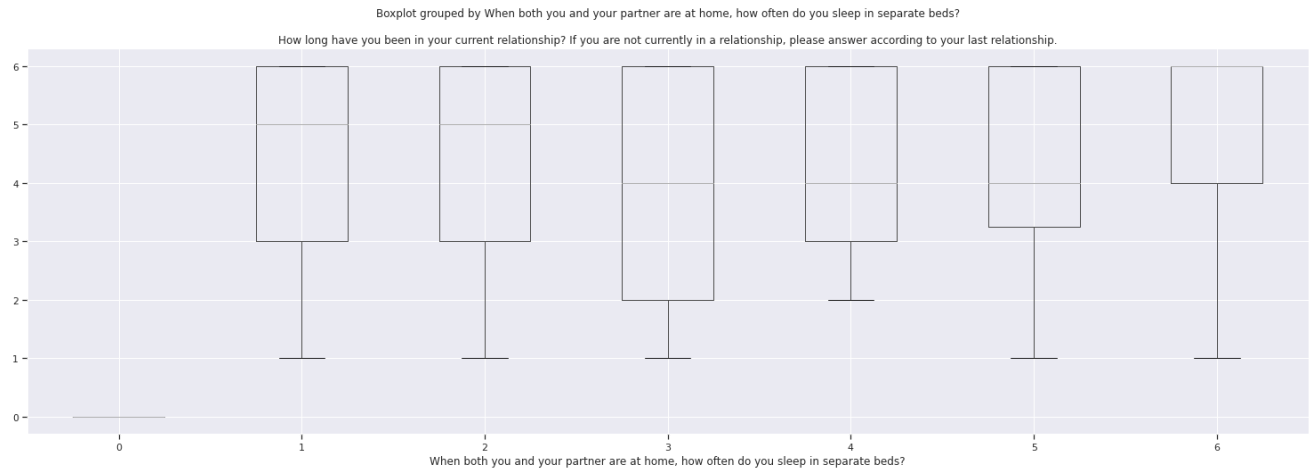 Boxplot grouped by When both you and your partner are at home, how often do you sleep in separate beds?
How long have you been in your current relationship? If you are not currently in a relationship, please answer according to your last relationship.
6
5
4
3
2
1
0
0 1 2 3 4 5 6
When both you and your partner are at home, how often do you sleep in separate beds?